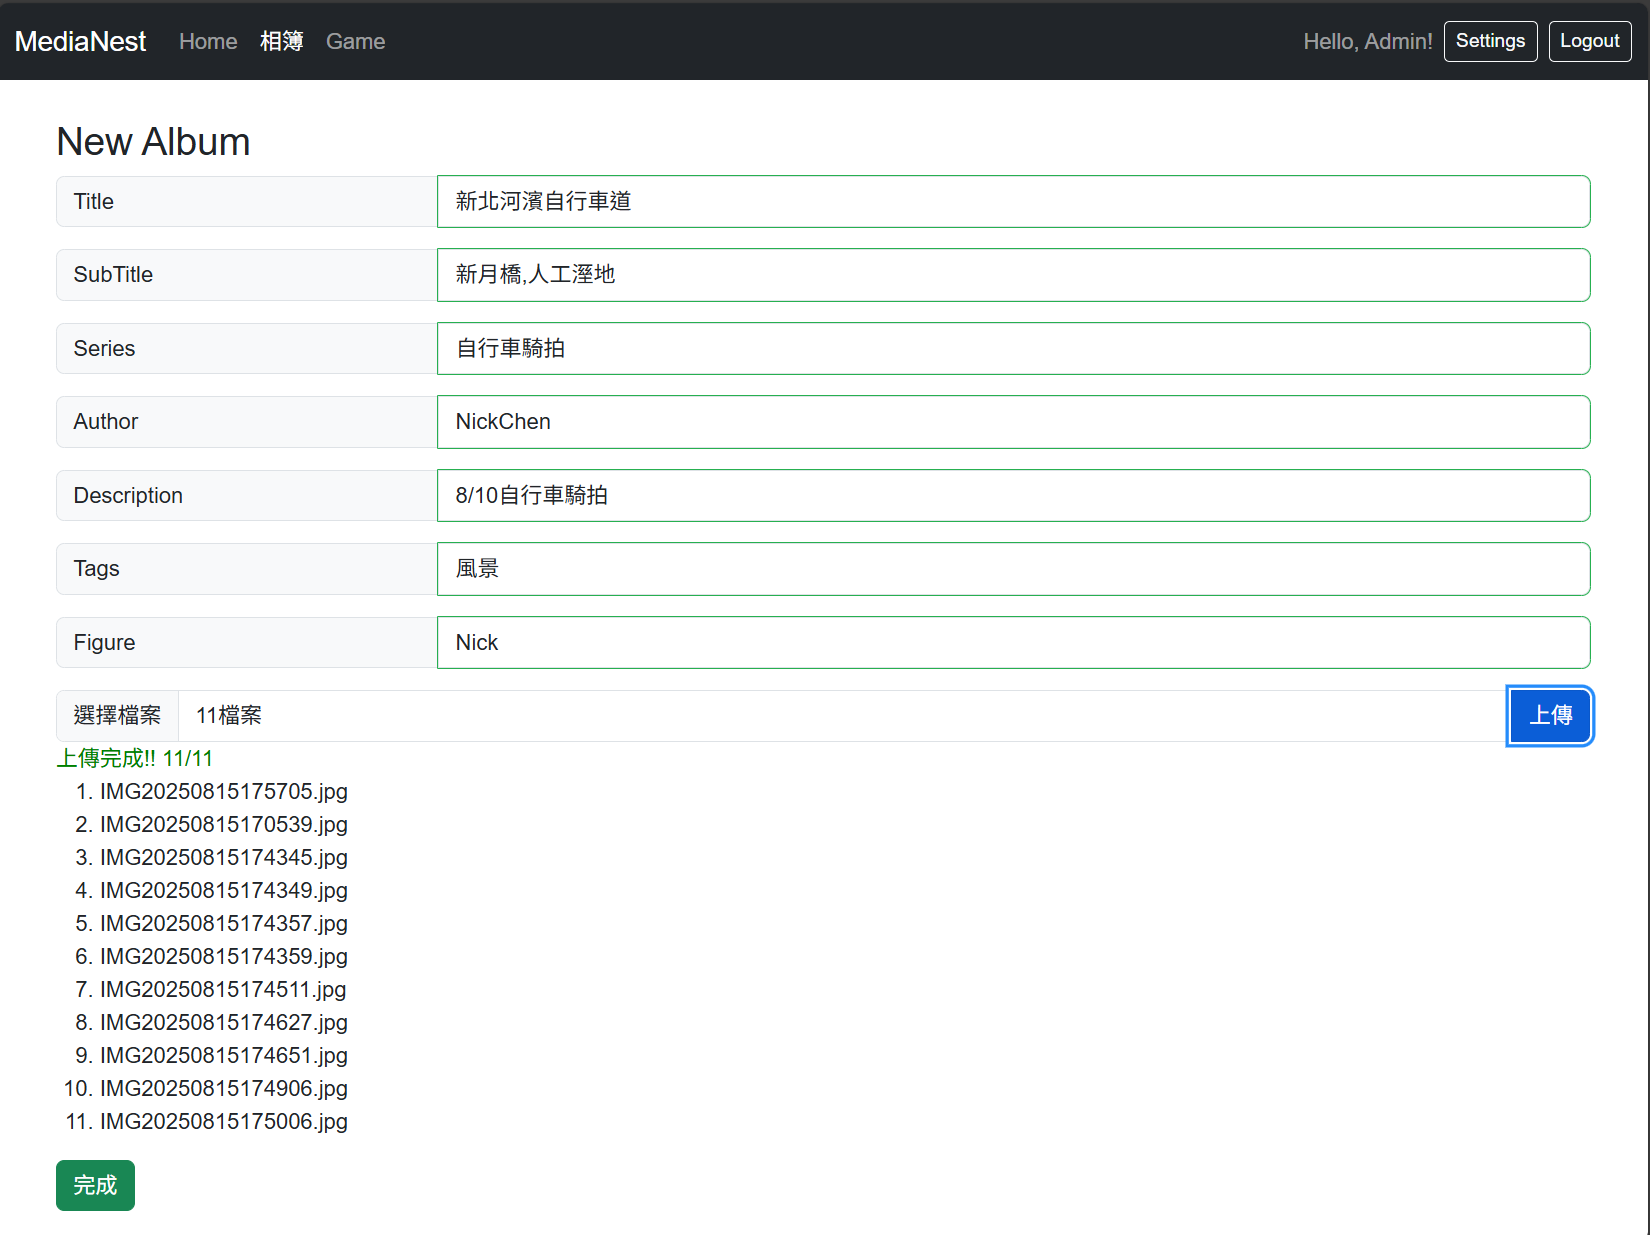 MediaNest Home 相簿 Game Hello, Admin! Settings Logout
New Album
Title 新北河濱自行車道
SubTitle 新月橋,人工溼地
Series 自行車騎拍
Author NickChen
Description 8/10自行車騎拍
Tags 風景
Figure Nick
選擇檔案 11檔案 上傳
上傳完成!! 11/11
1. IMG20250815175705.jpg
2. IMG20250815170539.jpg
3. IMG20250815174345.jpg
4. IMG20250815174349.jpg
5. IMG20250815174357.jpg
6. IMG20250815174359.jpg
7. IMG20250815174511.jpg
8. IMG20250815174627.jpg
9. IMG20250815174651.jpg
10. IMG20250815174906.jpg
11. IMG20250815175006.jpg
完成